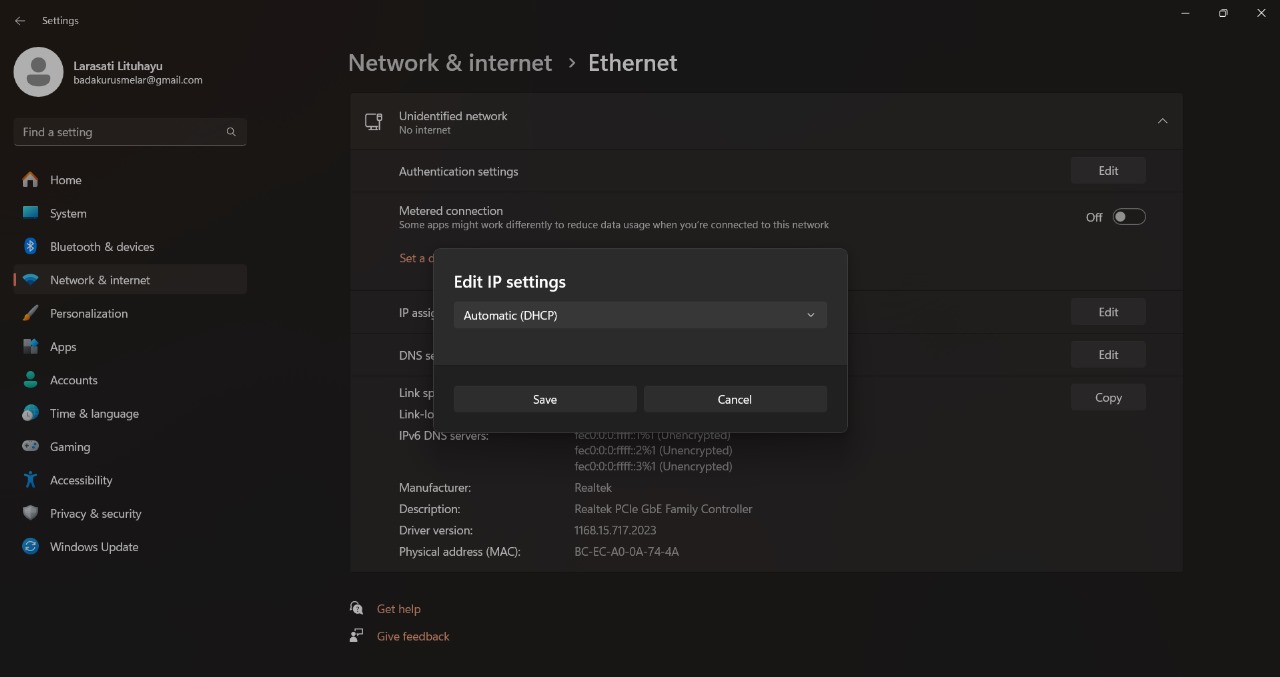 Settings
Larasati Lituhayu
badakurusmelar@gmail.com
Find a setting
Home
System
Bluetooth & devices
Network & internet
Personalization
Apps
Accounts
Time & language
Gaming
Accessibility
Privacy & security
Windows Update
Network & internet > Ethernet
Unidentified network
No internet
Authentication settings
Edit
Metered connection
Some apps might work differently to reduce data usage when you're connected to this network
Off
Set a d
Edit IP settings
Automatic (DHCP)
Save
Cancel
IP assig
Edit
DNS se
Edit
Link sp
Copy
Link-lo
IPv6 DNS servers:
fec0:0:0:ffff::1%1 (Unencrypted)
fec0:0:0:ffff::2%1 (Unencrypted)
fec0:0:0:ffff::3%1 (Unencrypted)
Manufacturer:
Realtek
Description:
Realtek PCIe GbE Family Controller
Driver version:
1168.15.717.2023
Physical address (MAC):
BC-EC-A0-0A-74-4A
Get help
Give feedback